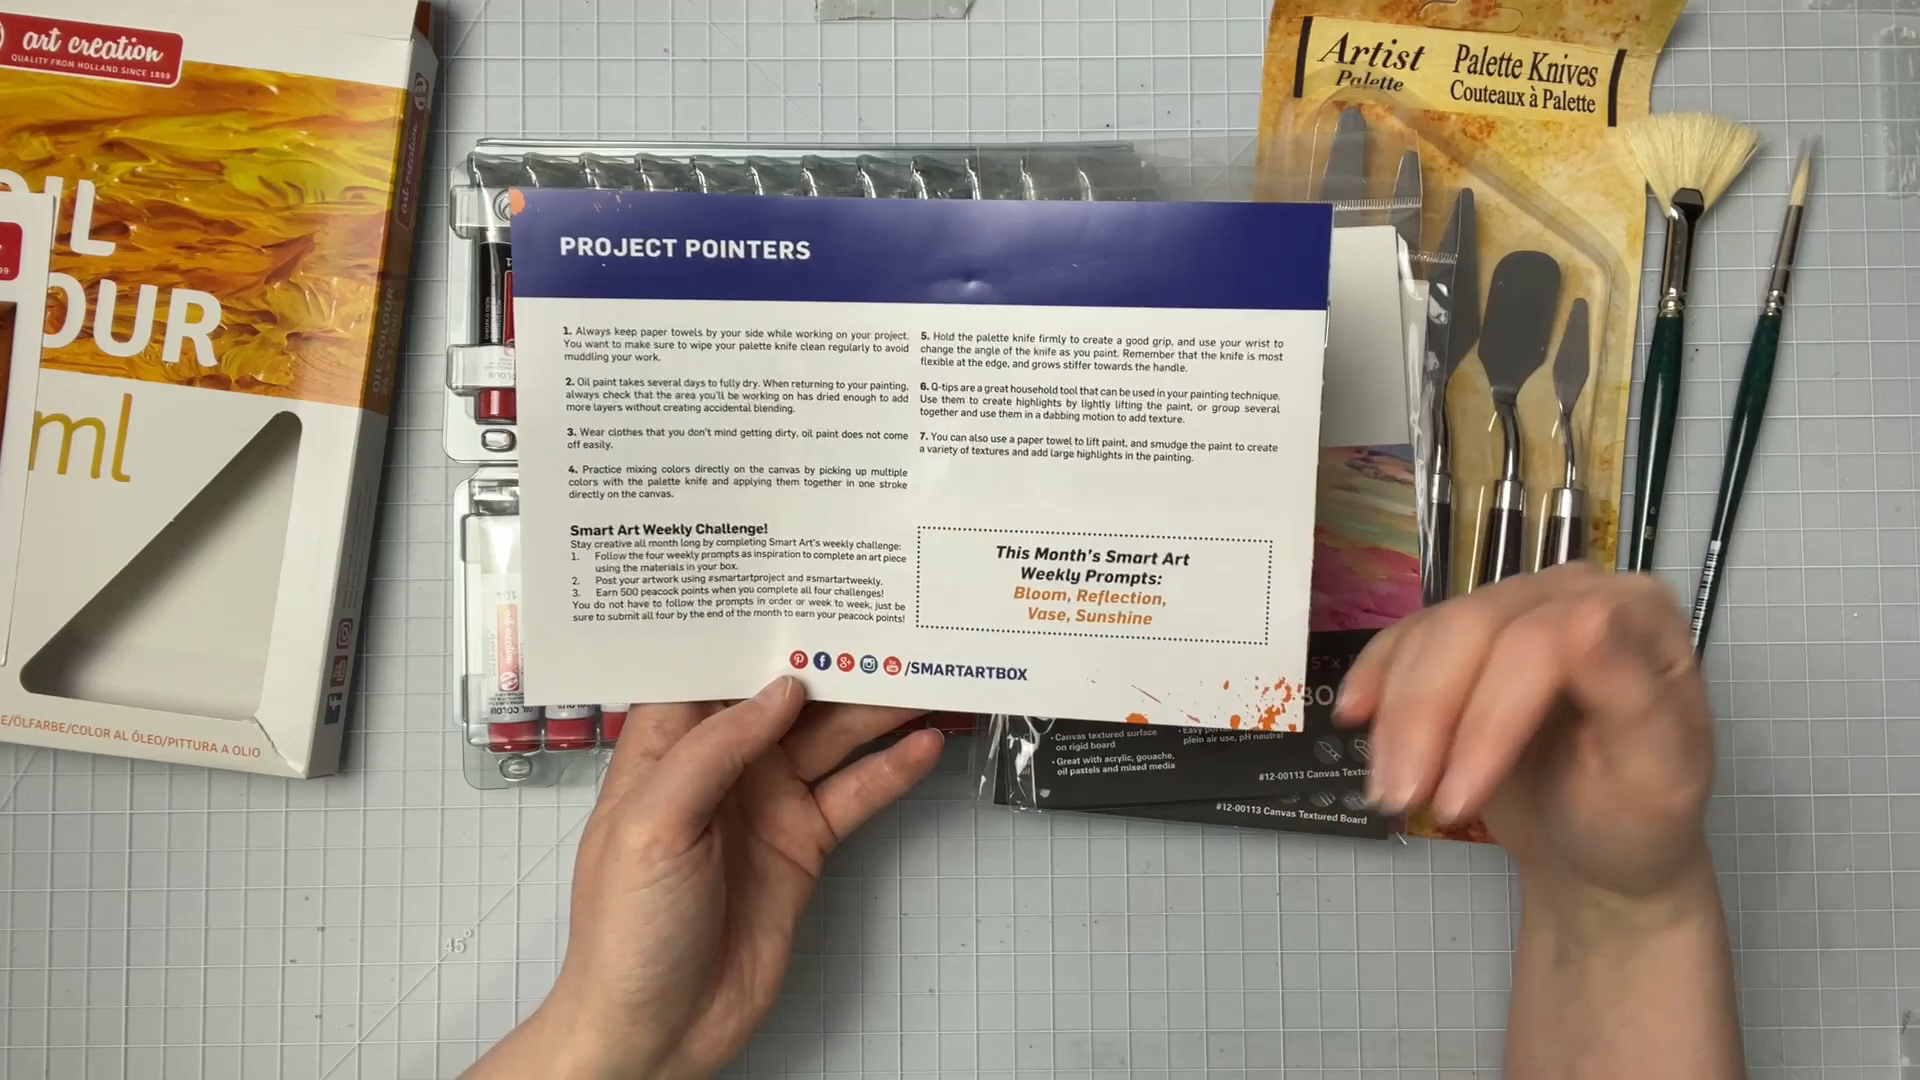 art creation
QUALITY FROM HOLLAND SINCE 1899
OIL
OUR
ml
E/ÖLFARBE/COLOR AL ÓLEO/PITTURA A OLIO
art creation
Artist
Palette
Palette Knives
Couteaux à Palette
PROJECT POINTERS
1. Always keep paper towels by your side while working on your project.
You want to make sure to wipe your palette knife clean regularly to avoid
muddling your work.
2. Oil paint takes several days to fully dry. When returning to your painting,
always check that the area you'll be working on has dried enough to add
more layers without creating accidental blending.
3. Wear clothes that you don't mind getting dirty, oil paint does not come
off easily.
4. Practice mixing colors directly on the canvas by picking up multiple
colors with the palette knife and applying them together in one stroke
directly on the canvas.
5. Hold the palette knife firmly to create a good grip, and use your wrist to
change the angle of the knife as you paint. Remember that the knife is most
flexible at the edge, and grows stiffer towards the handle.
6. Q-tips are a great household tool that can be used in your painting technique.
Use them to create highlights by lightly lifting the paint, or group several
together and use them in a dabbing motion to add texture.
7. You can also use a paper towel to lift paint, and smudge the paint to create
a variety of textures and add large highlights in the painting.
Smart Art Weekly Challenge!
Stay creative all month long by completing Smart Art's weekly challenge:
1. Follow the four weekly prompts as inspiration to complete an art piece
using the materials in your box.
2. Post your artwork using #smartartproject and #smartartweekly.
3. Earn 500 peacock points when you complete all four challenges!
You do not have to follow the prompts in order or week to week, just be
sure to submit all four by the end of the month to earn your peacock points!
This Month's Smart Art
Weekly Prompts:
Bloom, Reflection,
Vase, Sunshine
/SMARTARTBOX
• Canvas textured surface
on rigid board
• Great with acrylic, gouache,
oil pastels and mixed media
plein air use, pH neutral
#12-00113 Canvas Textur
#12-00113 Canvas Textured Board
45°